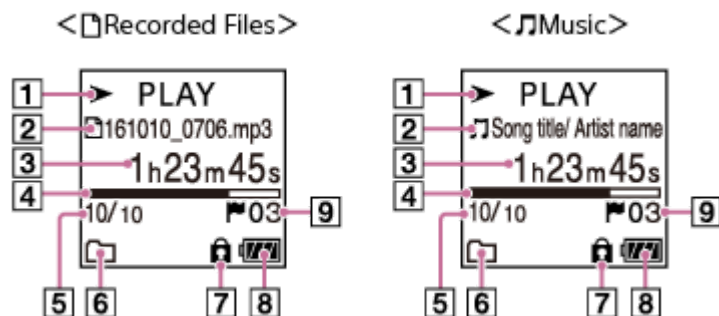 <Recorded Files>
1 PLAY
2 161010_0706.mp3
3 1h23m45s
4
10/10 03 9
5 6 7 8
<Music>
1 PLAY
2 Song title/ Artist name
3 1h23m45s
4
10/10 03 9
5 6 7 8